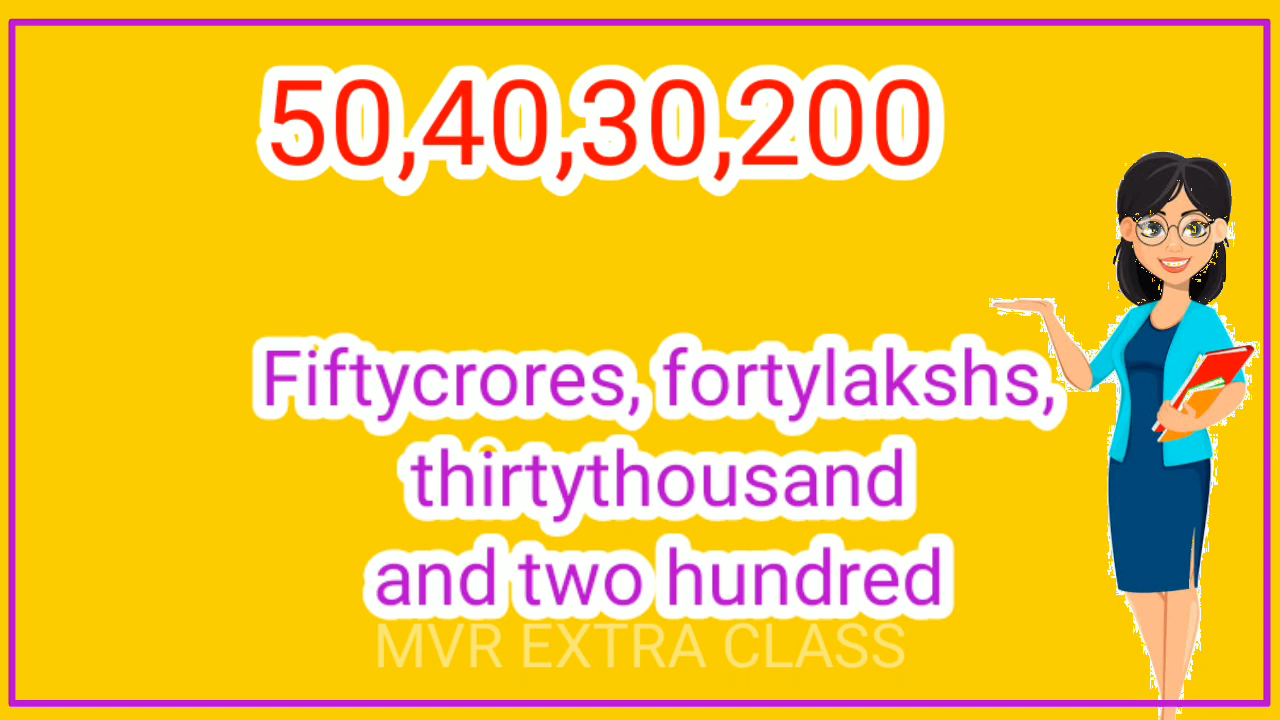 50,40,30,200
Fiftycrores, fortylakshs,
thirtythousand
and two hundred
MVR EXTRA CLASS